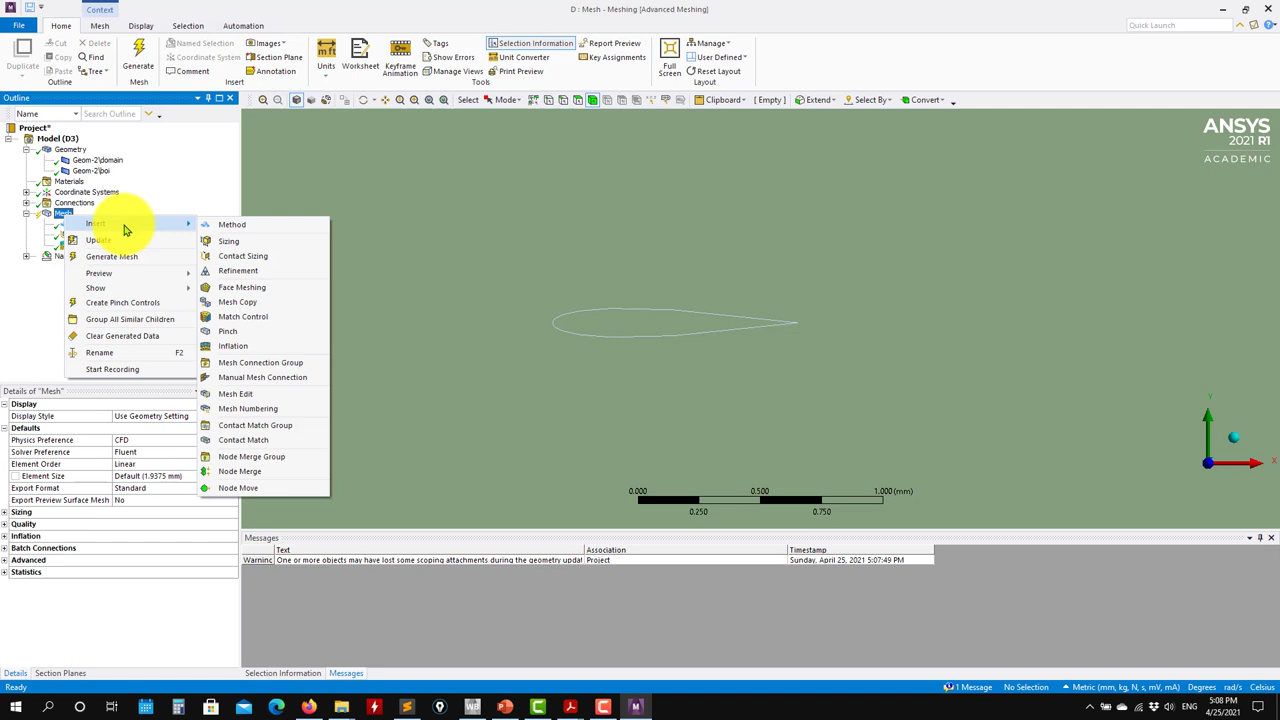 Context
D : Mesh - Meshing [Advanced Meshing]
File
Home
Mesh
Display
Selection
Automation
Quick Launch
Duplicate
Cut
Copy
Paste
Delete
Find
Tree
Outline
Generate
Mesh
Named Selection
Coordinate System
Comment
Images
Section Plane
Annotation
Insert
Units
Worksheet
Keyframe
Animation
Tags
Show Errors
Manage Views
Selection Information
Unit Converter
Print Preview
Report Preview
Key Assignments
Tools
Full
Screen
Manage
User Defined
Reset Layout
Layout
Outline
Name
Search Outline
Select
Mode
Clipboard
[ Empty ]
Extend
Select By
Convert
Project*
Model (D3)
Geometry
Geom-2\domain
Geom-2\boi
Materials
Coordinate Systems
Connections
Mesh
Insert
Update
Generate Mesh
Preview
Show
Create Pinch Controls
Group All Similar Children
Clear Generated Data
Rename F2
Start Recording
Method
Sizing
Contact Sizing
Refinement
Face Meshing
Mesh Copy
Match Control
Pinch
Inflation
Mesh Connection Group
Manual Mesh Connection
Mesh Edit
Mesh Numbering
Contact Match Group
Contact Match
Node Merge Group
Node Merge
Node Move
ANSYS
2021 R1
ACADEMIC
Y
X
0.000 0.500 1.000 (mm)
0.250 0.750
Details of "Mesh"
Display
Display Style Use Geometry Setting
Defaults
Physics Preference CFD
Solver Preference Fluent
Element Order Linear
Element Size Default (1.9375 mm)
Export Format Standard
Export Preview Surface Mesh No
Sizing
Quality
Inflation
Batch Connections
Advanced
Statistics
Messages
Text Association Timestamp
Warning One or more objects may have lost some scoping attachments during the geometry updat Project Sunday, April 25, 2021 5:07:49 PM
Details Section Planes
Selection Information Messages
Ready
1 Message
No Selection
Metric (mm, kg, N, s, mV, mA) Degrees rad/s Celsius
5:08 PM
4/25/2021